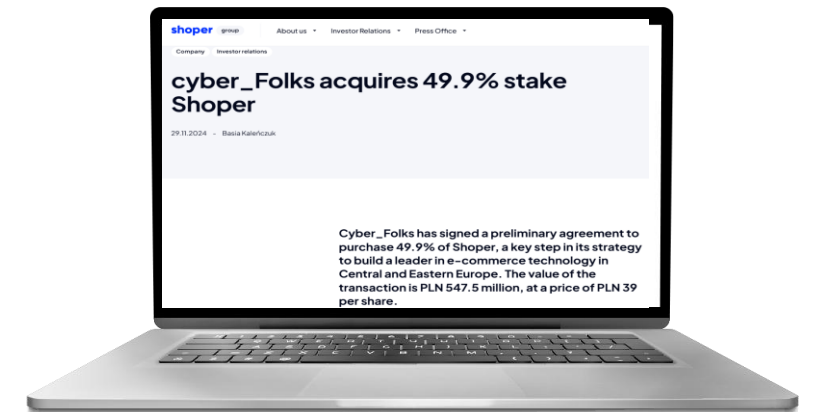 shoper group About us Investor Relations Press Office
Company Investor relations
cyber_Folks acquires 49.9% stake
Shoper
29.11.2024 – Basia Kaleńczuk
Cyber_Folks has signed a preliminary agreement to
purchase 49.9% of Shoper, a key step in its strategy
to build a leader in e-commerce technology in
Central and Eastern Europe. The value of the
transaction is PLN 547.5 million, at a price of PLN 39
per share.